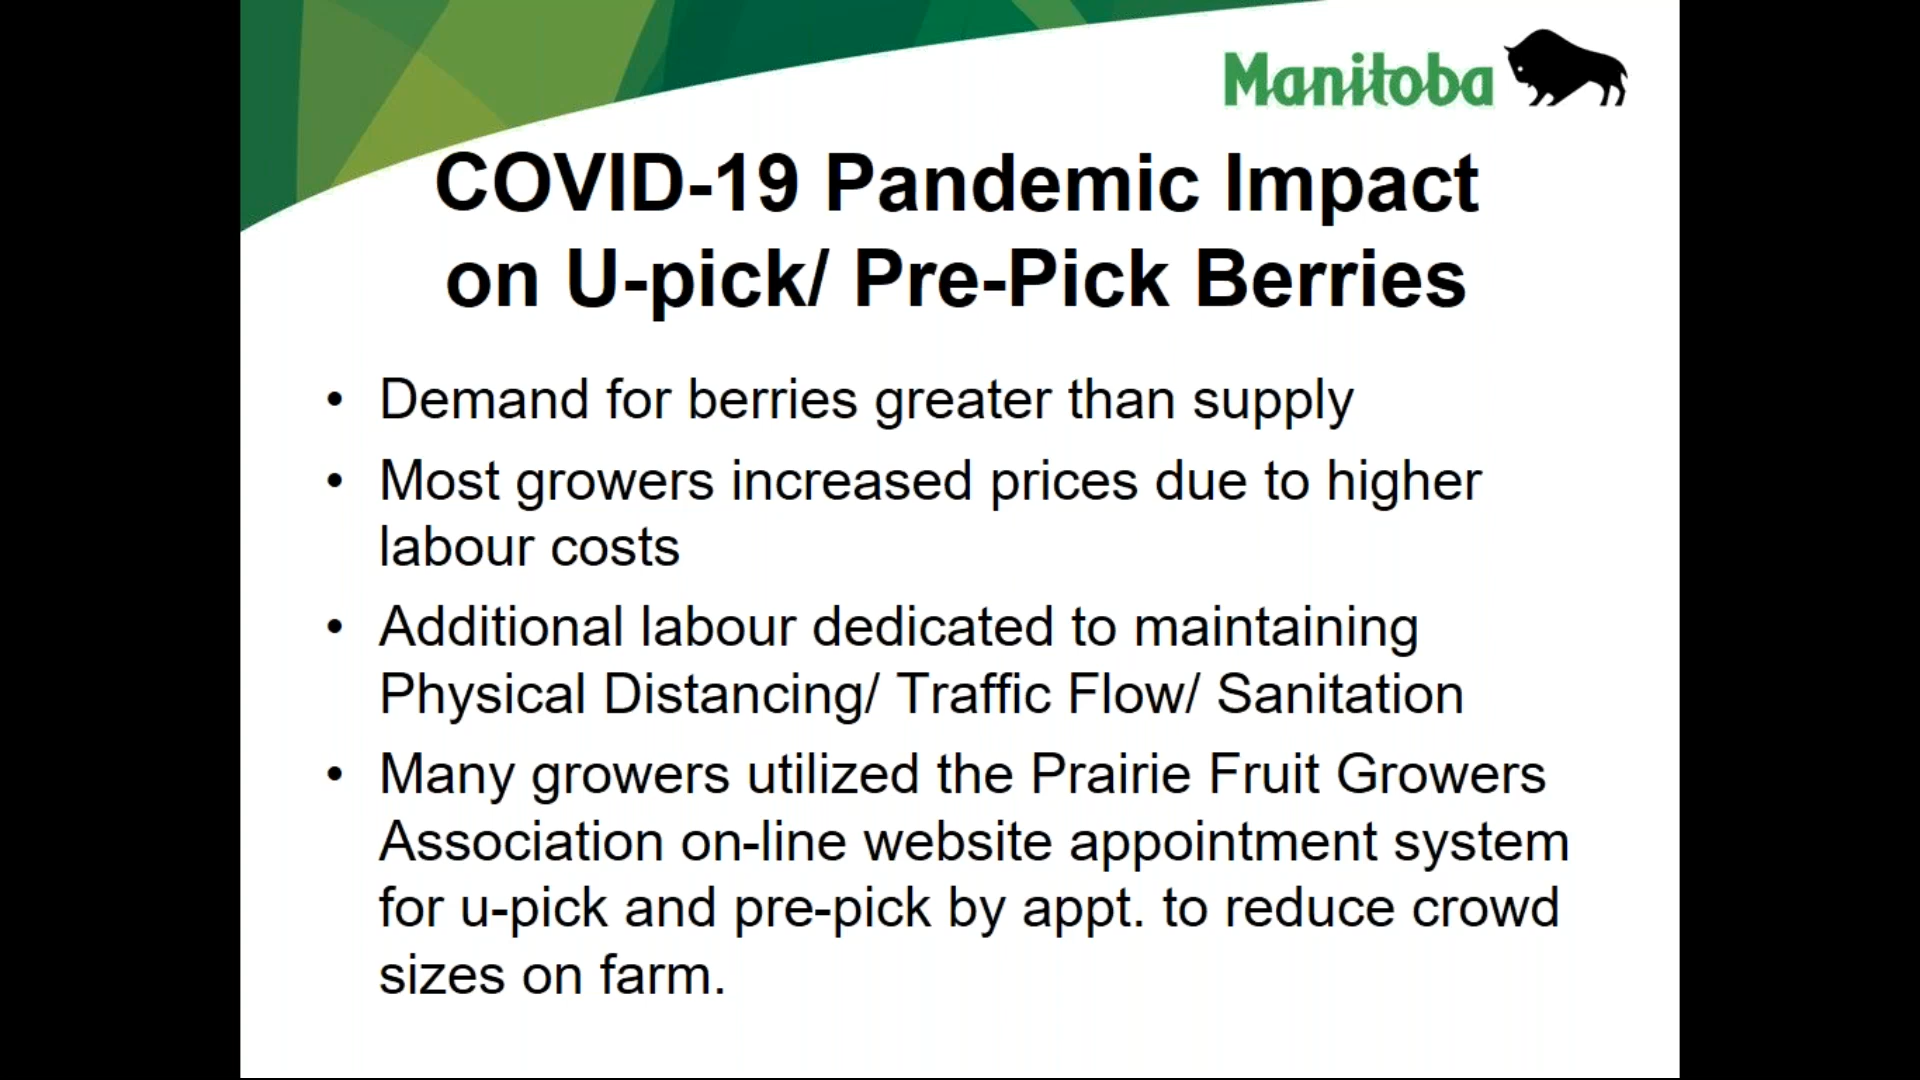 Manitoba
COVID-19 Pandemic Impact
on U-pick/ Pre-Pick Berries
• Demand for berries greater than supply
• Most growers increased prices due to higher
labour costs
• Additional labour dedicated to maintaining
Physical Distancing/ Traffic Flow/ Sanitation
• Many growers utilized the Prairie Fruit Growers
Association on-line website appointment system
for u-pick and pre-pick by appt. to reduce crowd
sizes on farm.